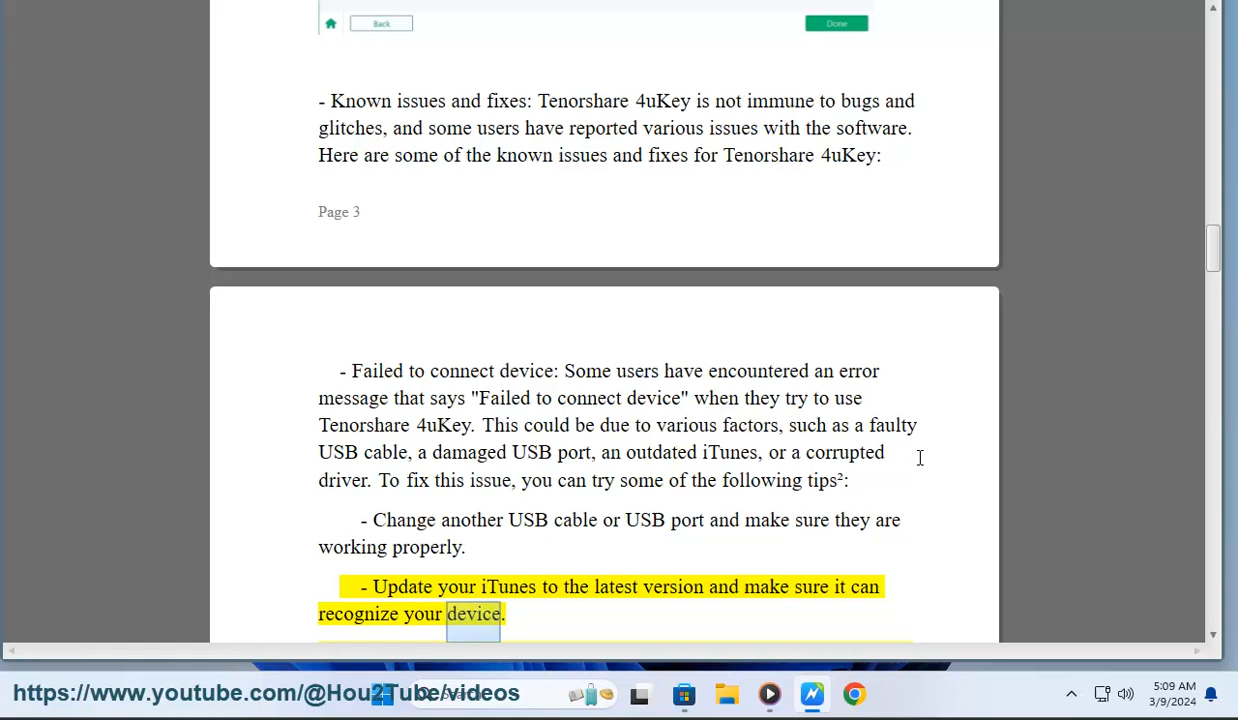 Back
Done
- Known issues and fixes: Tenorshare 4uKey is not immune to bugs and
glitches, and some users have reported various issues with the software.
Here are some of the known issues and fixes for Tenorshare 4uKey:
Page 3
- Failed to connect device: Some users have encountered an error
message that says "Failed to connect device" when they try to use
Tenorshare 4uKey. This could be due to various factors, such as a faulty
USB cable, a damaged USB port, an outdated iTunes, or a corrupted
driver. To fix this issue, you can try some of the following tips²:
- Change another USB cable or USB port and make sure they are
working properly.
- Update your iTunes to the latest version and make sure it can
recognize your device.
https://www.youtube.com/@Hou2Tube/videos
5:09 AM
3/9/2024